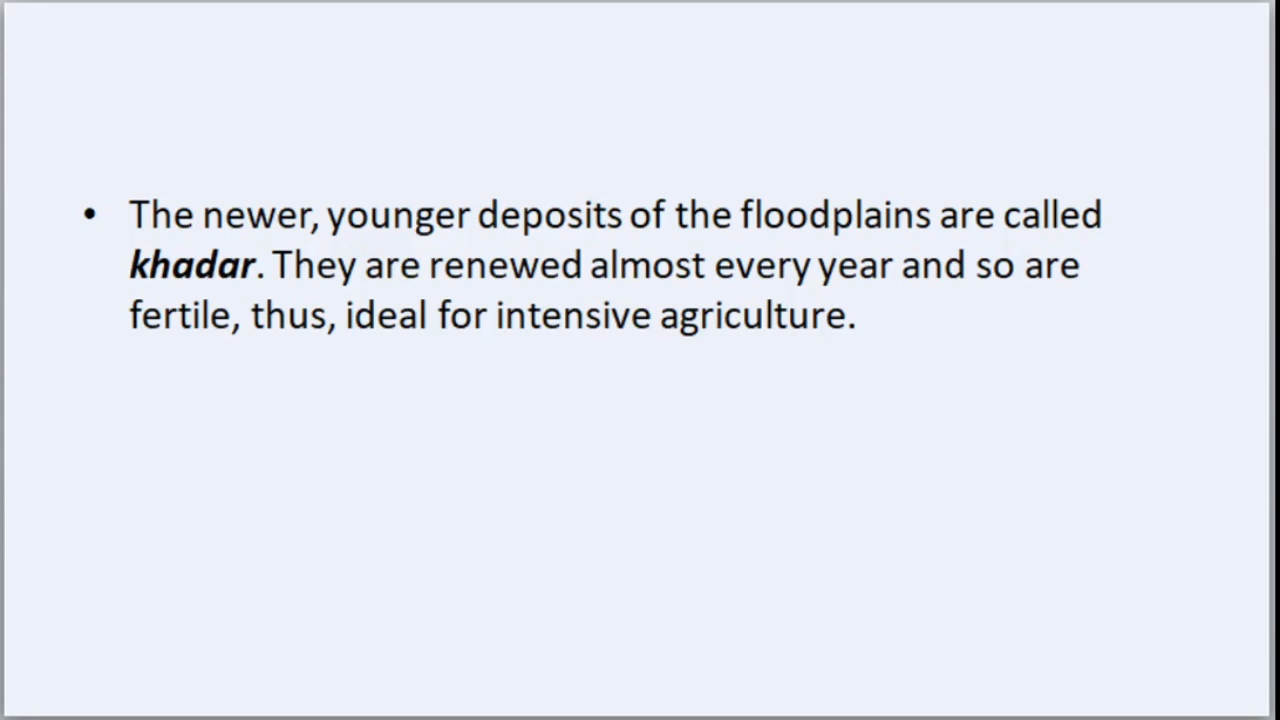 • The newer, younger deposits of the floodplains are called
khadar. They are renewed almost every year and so are
fertile, thus, ideal for intensive agriculture.